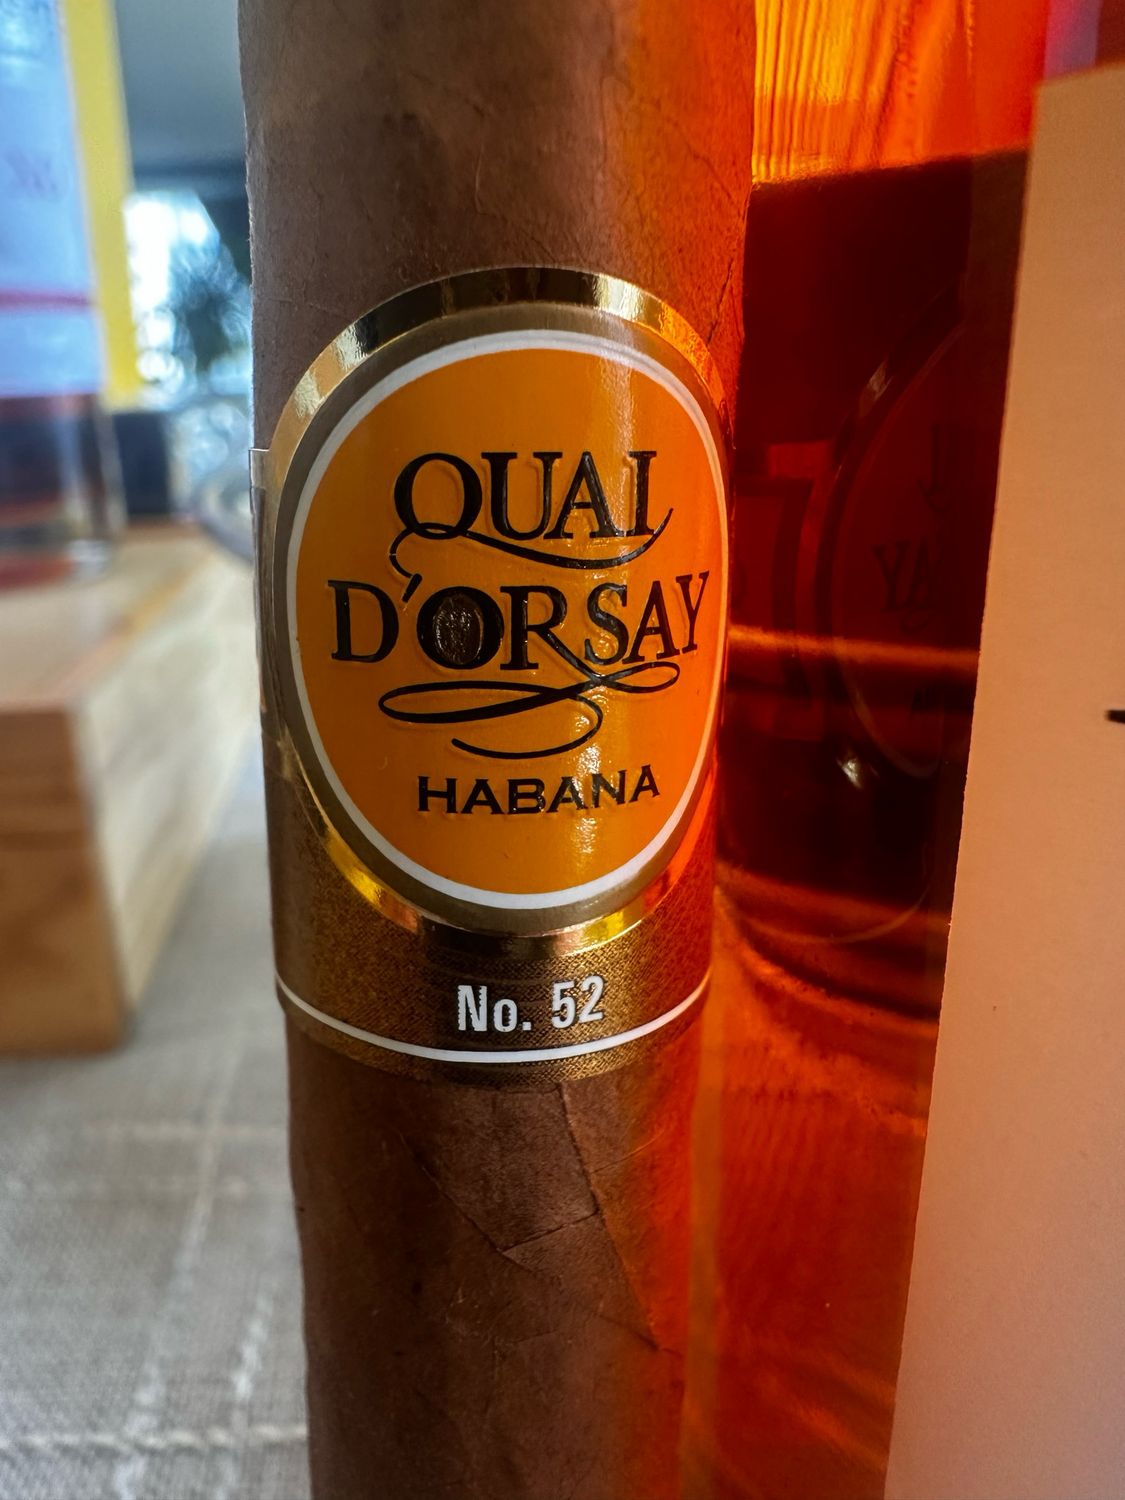 QUAI
D'ORSAY
HABANA
No. 52